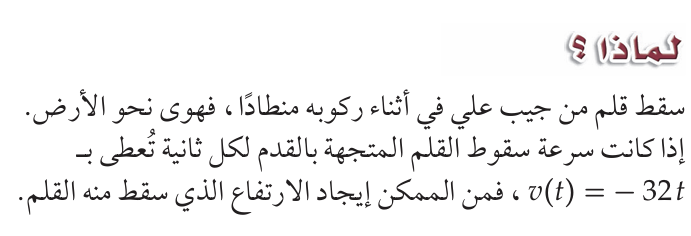 لماذا ؟
سقط قلم من جيب علي في أثناء ركوبه منطادًا ، فهوى نحو الأرض.
إذا كانت سرعة سقوط القلم المتجهة بالقدم لكل ثانية تُعطى بـ
v(t) = − 32t ، فمن الممكن إيجاد الارتفاع الذي سقط منه القلم.